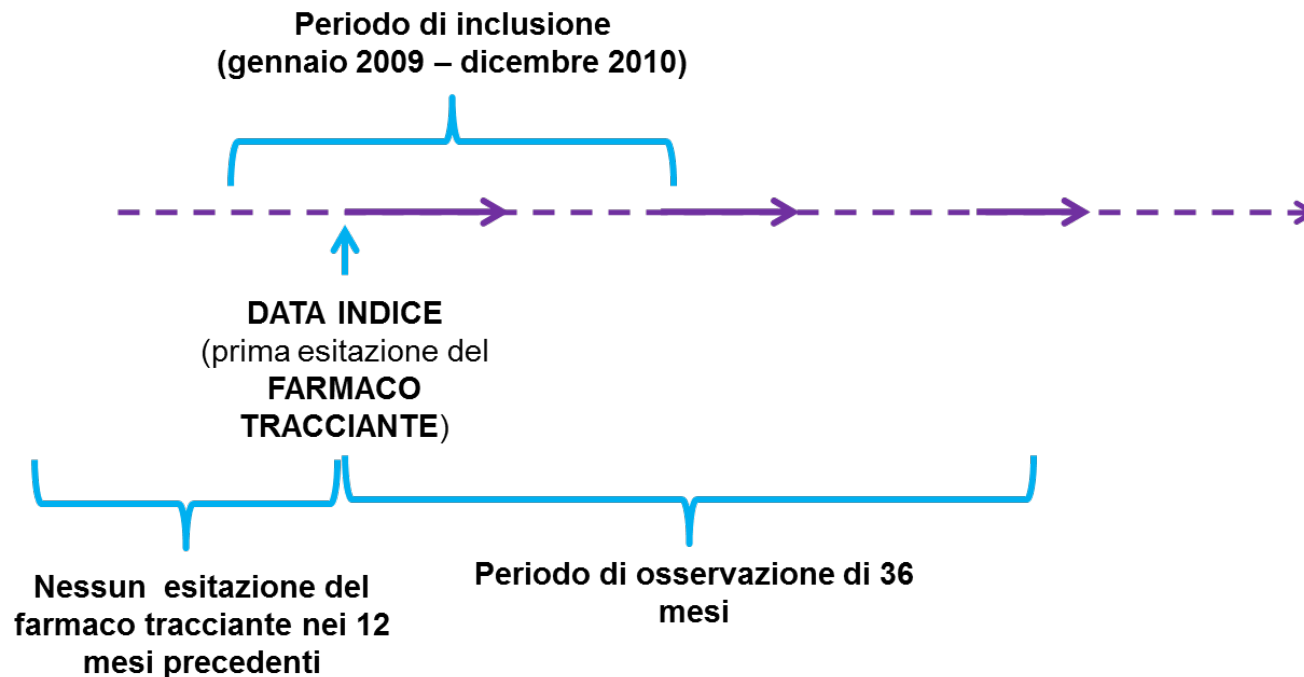 Periodo di inclusione
(gennaio 2009 – dicembre 2010)
DATA INDICE
(prima esitazione del
FARMACO
TRACCIANTE)
Nessun esitazione del
farmaco tracciante nei 12
mesi precedenti
Periodo di osservazione di 36
mesi